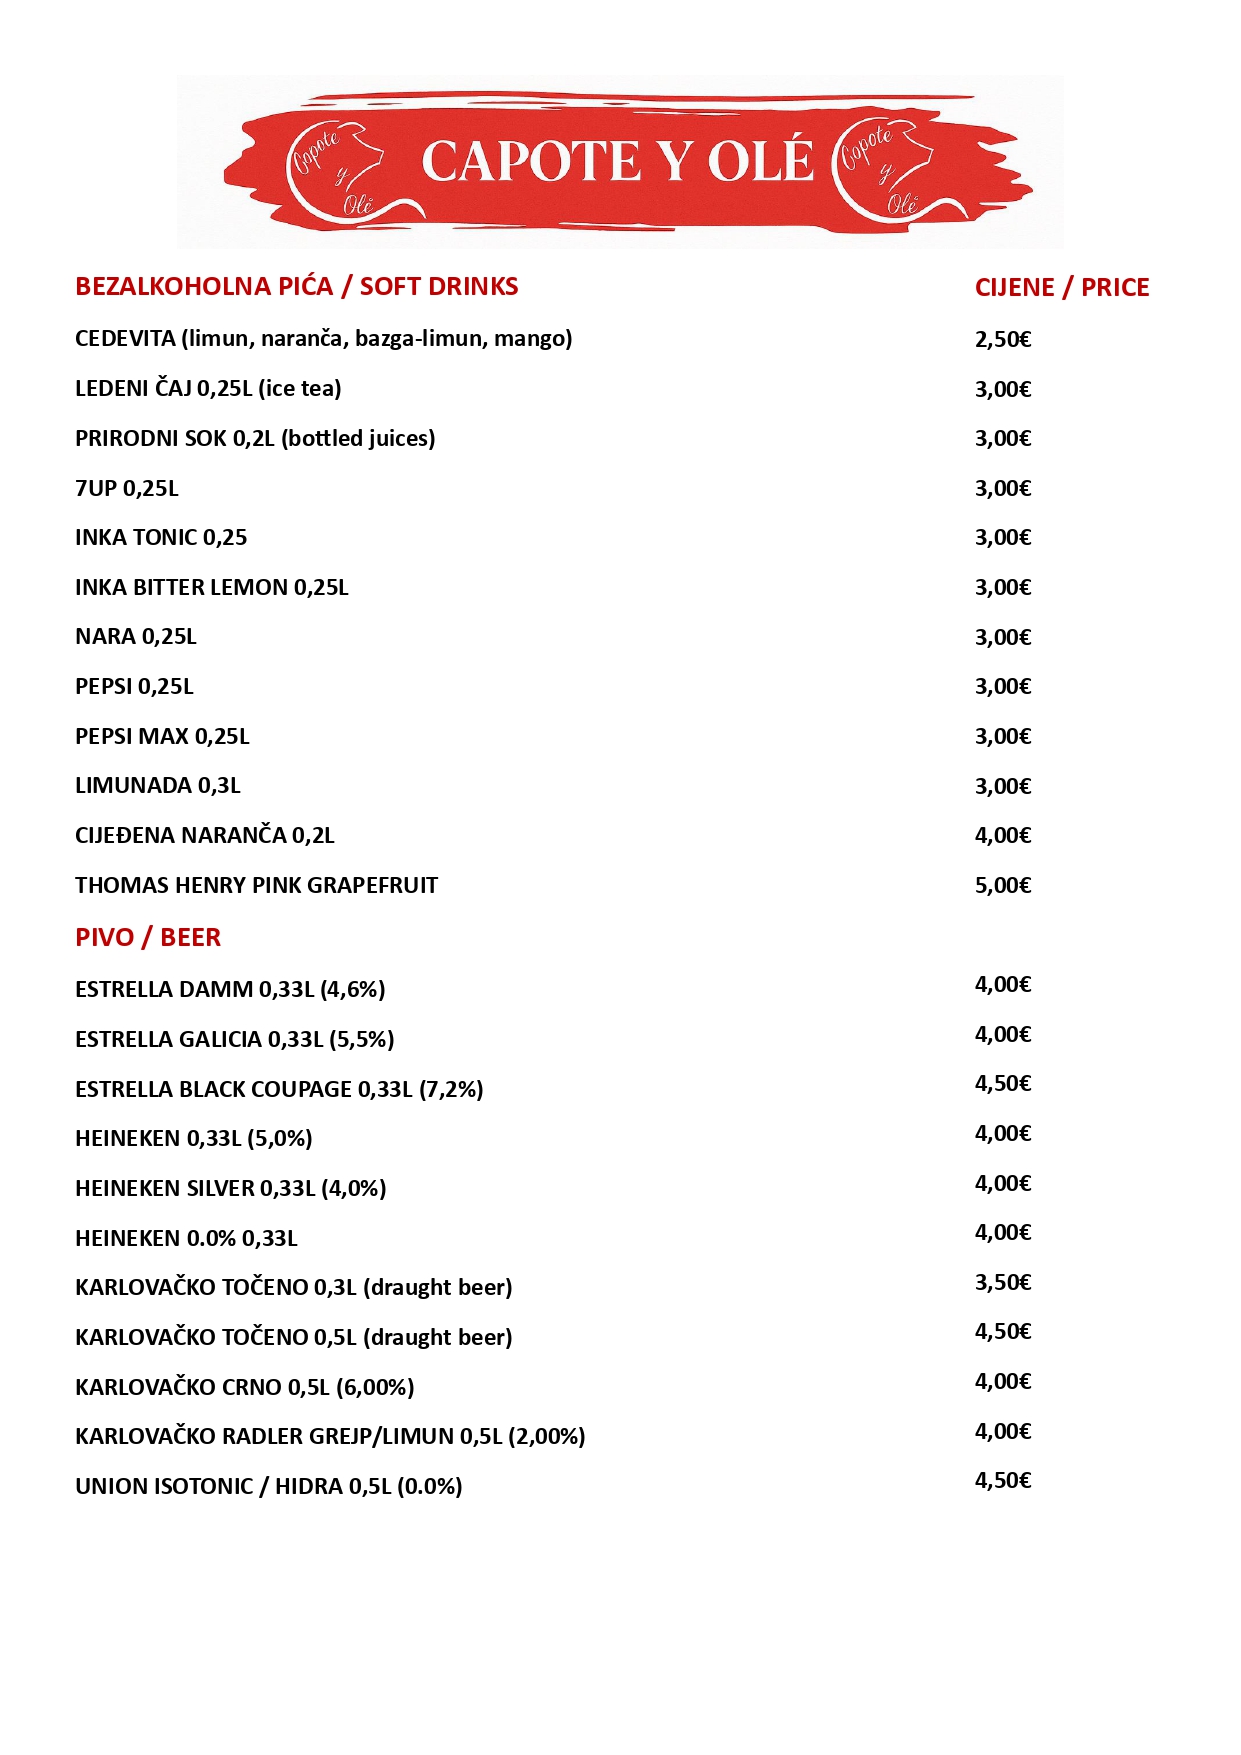 Capote y Olé
CAPOTE Y OLÉ
Capote y Olé
BEZALKOHOLNA PIĆA / SOFT DRINKS CIJENE / PRICE
CEDEVITA (limun, naranča, bazga-limun, mango) 2,50€
LEDENI ČAJ 0,25L (ice tea) 3,00€
PRIRODNI SOK 0,2L (bottled juices) 3,00€
7UP 0,25L 3,00€
INKA TONIC 0,25 3,00€
INKA BITTER LEMON 0,25L 3,00€
NARA 0,25L 3,00€
PEPSI 0,25L 3,00€
PEPSI MAX 0,25L 3,00€
LIMUNADA 0,3L 3,00€
CIJEĐENA NARANČA 0,2L 4,00€
THOMAS HENRY PINK GRAPEFRUIT 5,00€
PIVO / BEER
ESTRELLA DAMM 0,33L (4,6%) 4,00€
ESTRELLA GALICIA 0,33L (5,5%) 4,00€
ESTRELLA BLACK COUPAGE 0,33L (7,2%) 4,50€
HEINEKEN 0,33L (5,0%) 4,00€
HEINEKEN SILVER 0,33L (4,0%) 4,00€
HEINEKEN 0.0% 0,33L 4,00€
KARLOVAČKO TOČENO 0,3L (draught beer) 3,50€
KARLOVAČKO TOČENO 0,5L (draught beer) 4,50€
KARLOVAČKO CRNO 0,5L (6,00%) 4,00€
KARLOVAČKO RADLER GREJP/LIMUN 0,5L (2,00%) 4,00€
UNION ISOTONIC / HIDRA 0,5L (0.0%) 4,50€